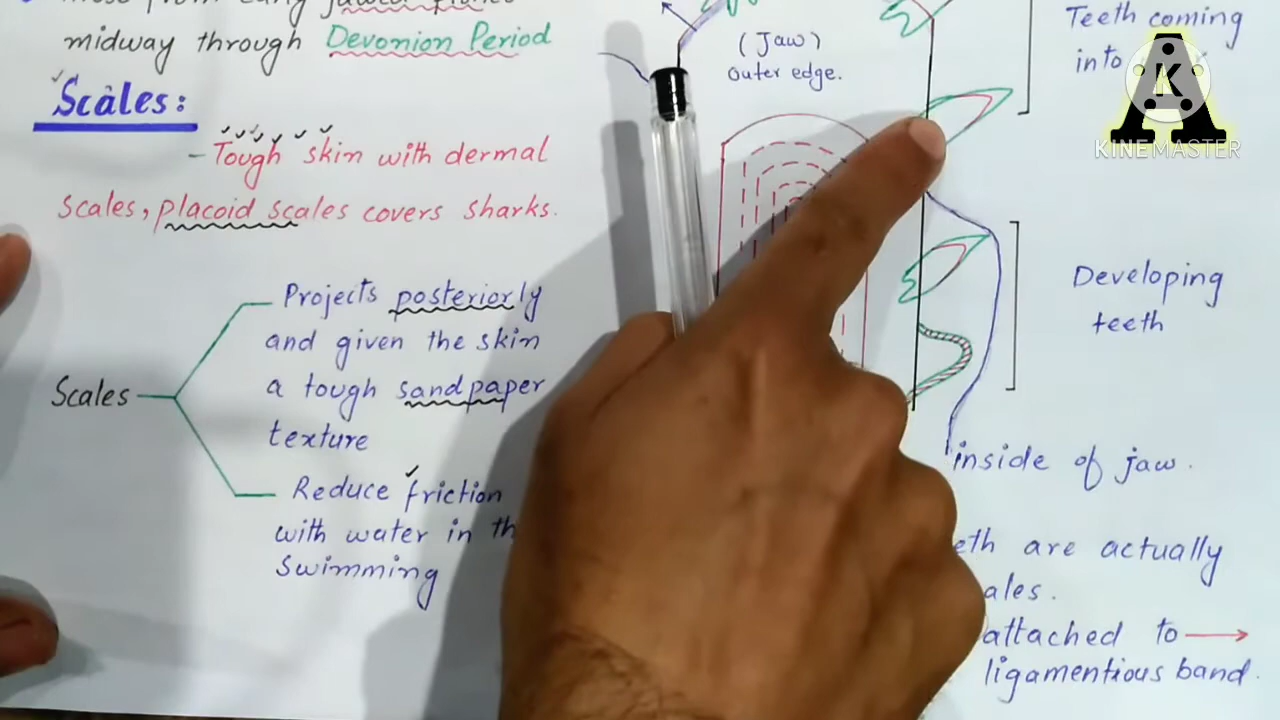 midway through Devonion Period
Scales:
- Tough skin with dermal
scales, placoid scales covers sharks.
Scales
Projects posteriorly
and given the skin
a tough sandpaper
texture
Reduce friction
with water in th
Swimming
(Jaw)
outer edge.
Teeth coming
into
Developing
teeth
inside of jaw.
eth are actually
ales.
attached to →
ligamentious band.
A
K
KINEMASTER